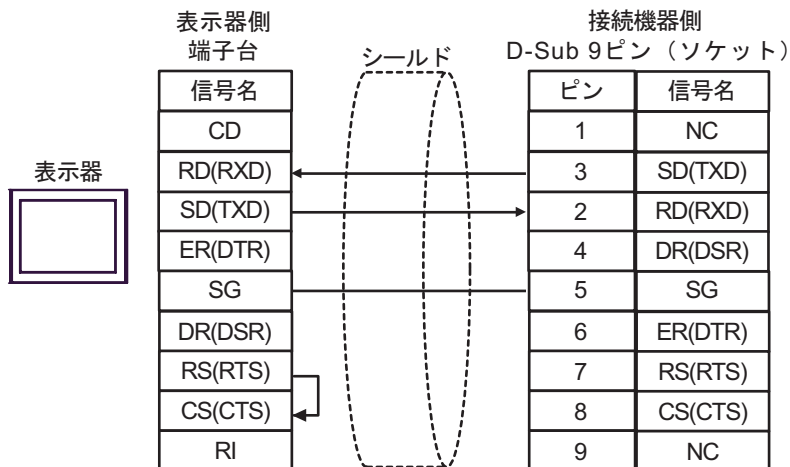 表示器側
端子台
シールド
接続機器側
D-Sub 9ピン（ソケット）
表示器
信号名 ピン 信号名
CD 1 NC
RD(RXD) 3 SD(TXD)
SD(TXD) 2 RD(RXD)
ER(DTR) 4 DR(DSR)
SG 5 SG
DR(DSR) 6 ER(DTR)
RS(RTS) 7 RS(RTS)
CS(CTS) 8 CS(CTS)
RI 9 NC